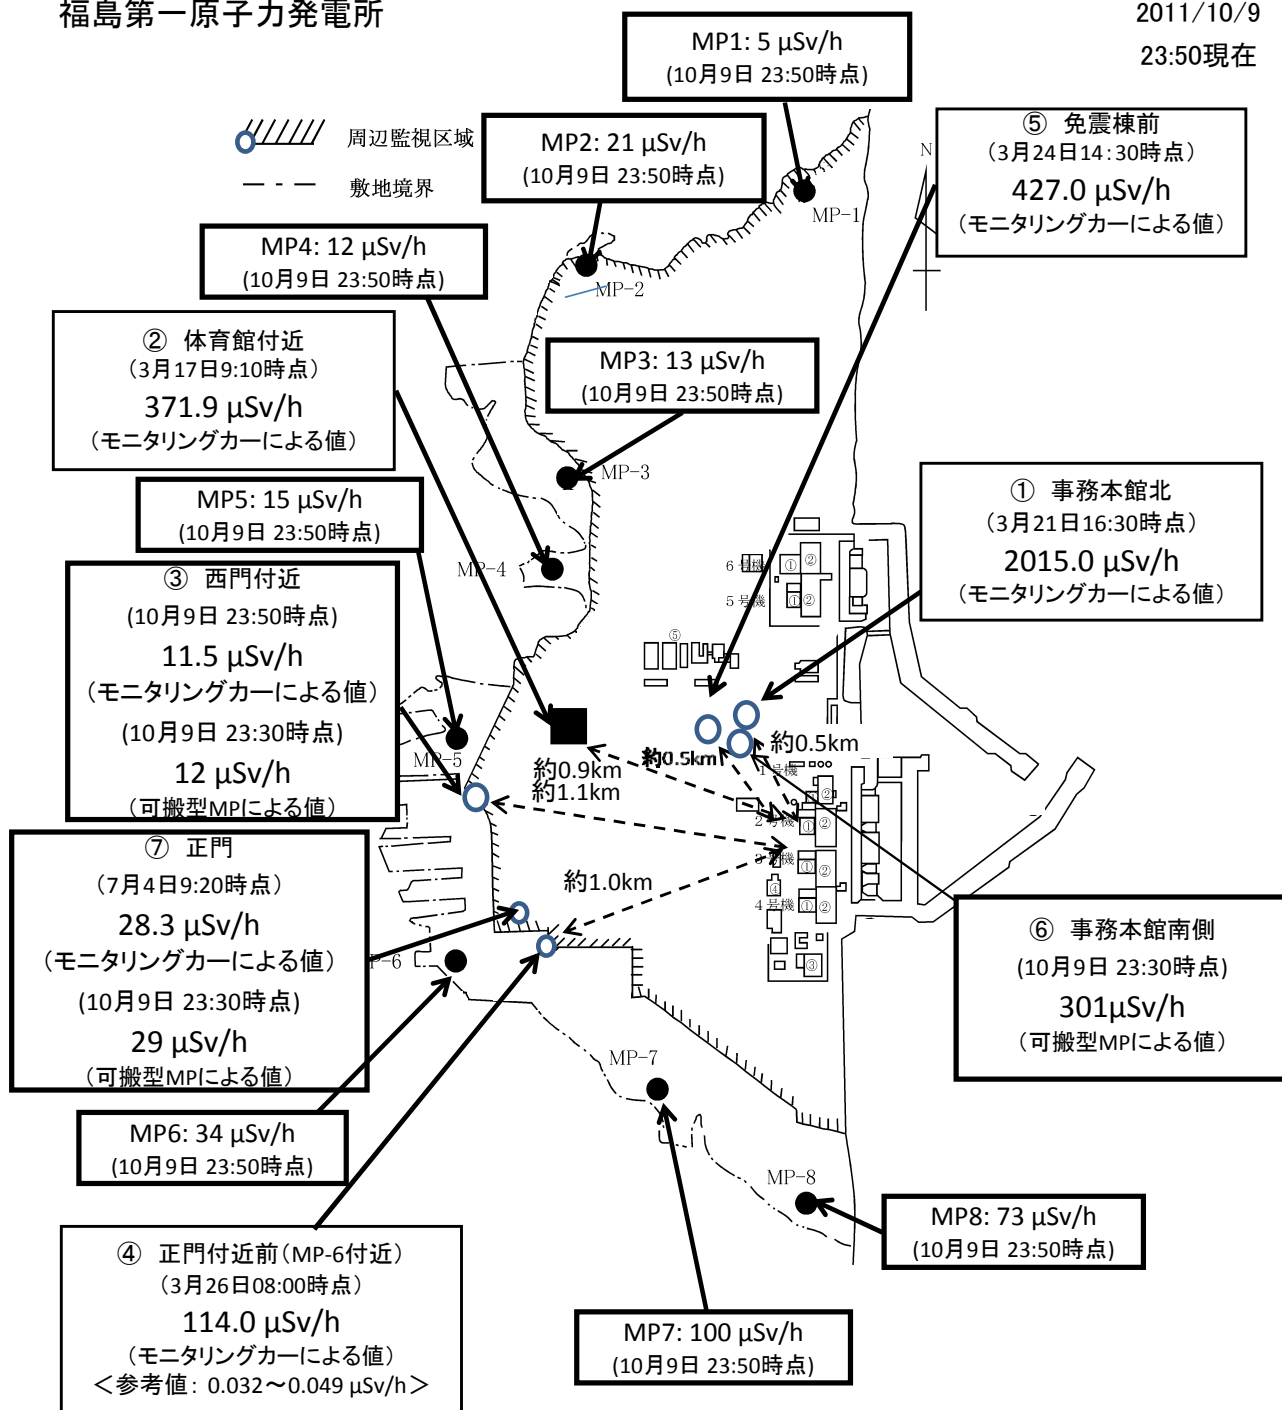 福島第一原子力発電所
2011/10/9
23:50現在
周辺監視区域
敷地境界
MP1: 5 μSv/h
(10月9日 23:50時点)
MP2: 21 μSv/h
(10月9日 23:50時点)
MP4: 12 μSv/h
(10月9日 23:50時点)
⑤ 免震棟前
(3月24日14:30時点)
427.0 μSv/h
(モニタリングカーによる値)
N
MP-1
MP-2
② 体育館付近
(3月17日9:10時点)
371.9 μSv/h
(モニタリングカーによる値)
MP3: 13 μSv/h
(10月9日 23:50時点)
MP-3
MP5: 15 μSv/h
(10月9日 23:50時点)
① 事務本館北
(3月21日16:30時点)
2015.0 μSv/h
(モニタリングカーによる値)
MP-4
③ 西門付近
(10月9日 23:50時点)
11.5 μSv/h
(モニタリングカーによる値)
(10月9日 23:30時点)
12 μSv/h
(可搬型MPによる値)
6号機
① ②
5号機
① ②
⑤
MP-5
約0.9km
約1.1km
約0.5km
約0.5km
1号機
②
2号機
① ②
3号機
① ②
④
4号機
① ②
③
約1.0km
⑦ 正門
(7月4日9:20時点)
28.3 μSv/h
(モニタリングカーによる値)
(10月9日 23:30時点)
29 μSv/h
(可搬型MPによる値)
P-6
⑥ 事務本館南側
(10月9日 23:30時点)
301μSv/h
(可搬型MPによる値)
MP-7
MP6: 34 μSv/h
(10月9日 23:50時点)
MP-8
MP8: 73 μSv/h
(10月9日 23:50時点)
④ 正門付近前(MP-6付近)
(3月26日08:00時点)
114.0 μSv/h
(モニタリングカーによる値)
<参考値: 0.032～0.049 μSv/h>
MP7: 100 μSv/h
(10月9日 23:50時点)